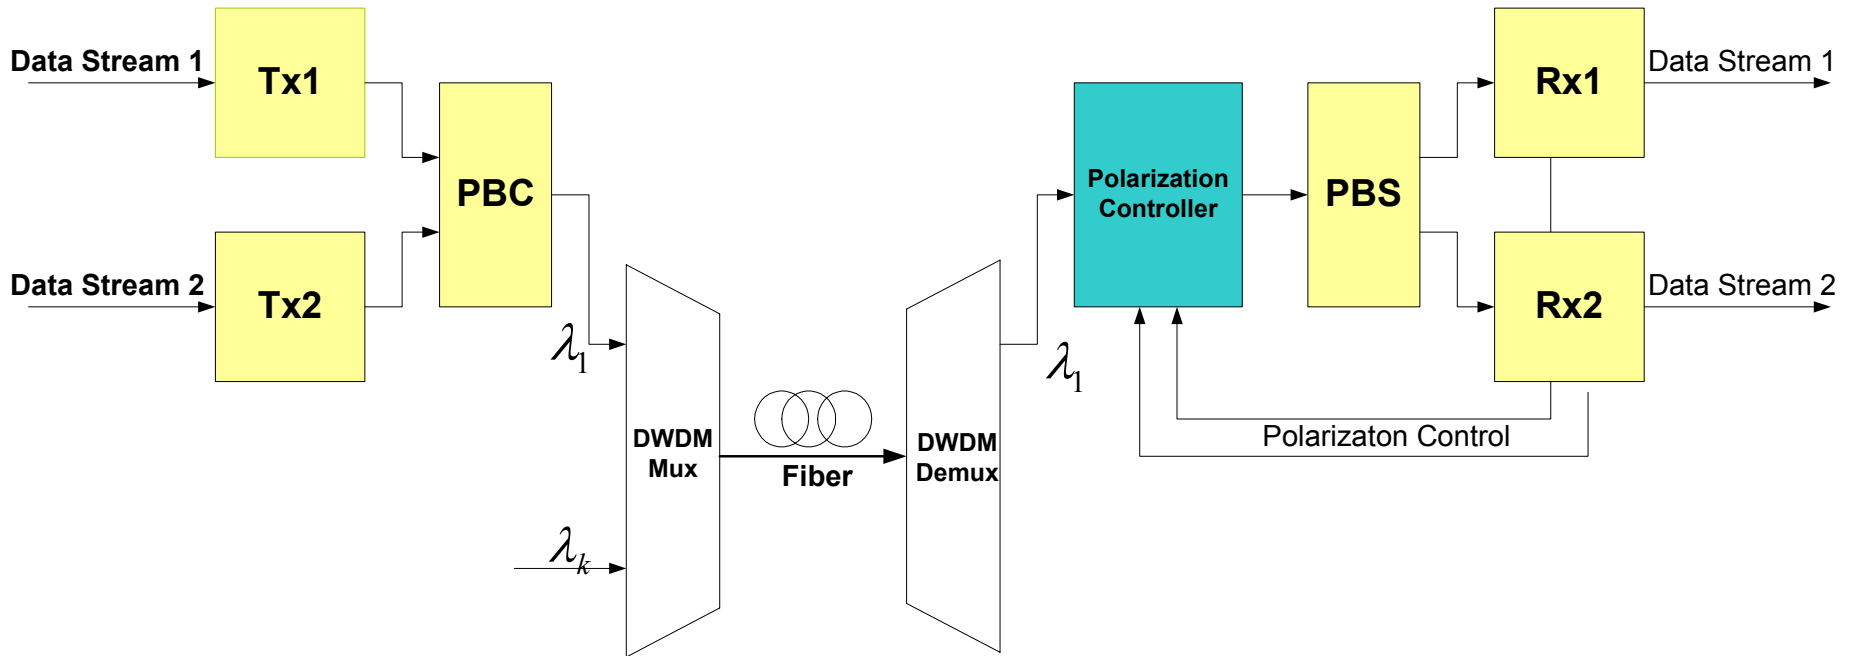 Data Stream 1
Tx1
PBC
Data Stream 2
Tx2
λ1
λk
DWDM
Mux
Fiber
DWDM
Demux
λ1
Polarization
Controller
PBS
Rx1
Data Stream 1
Rx2
Data Stream 2
Polarizaton Control